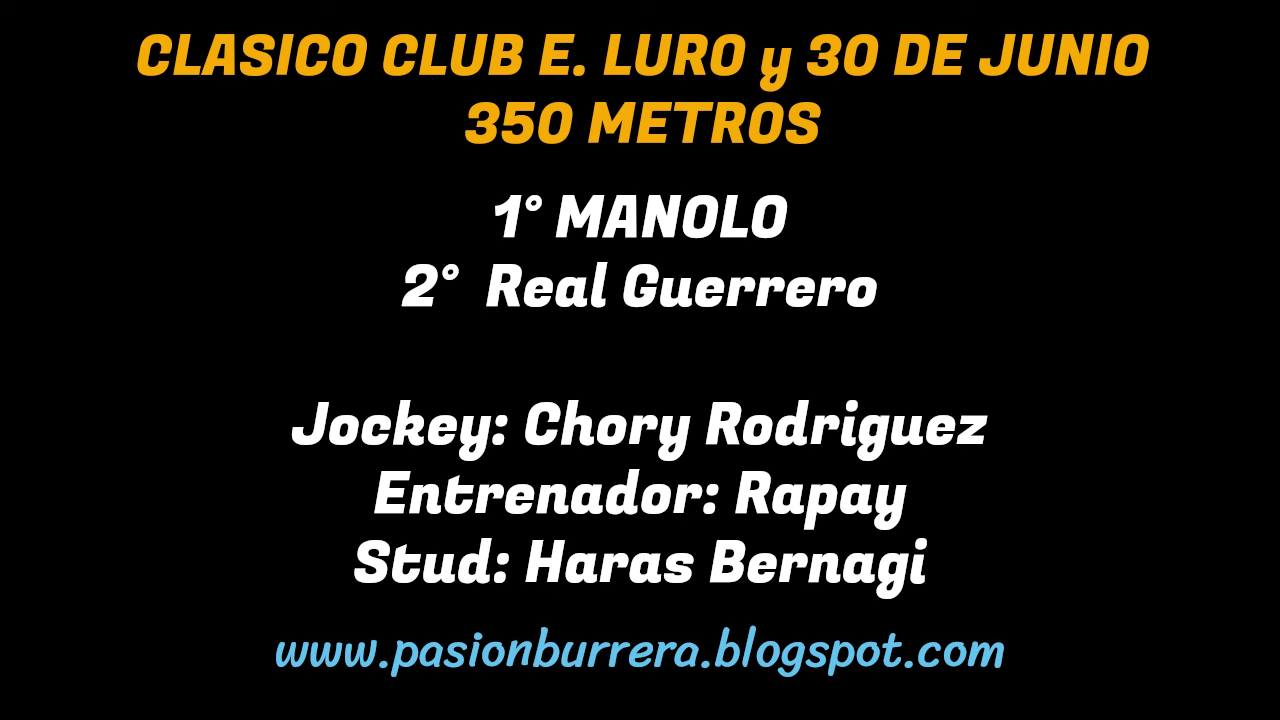 CLASICO CLUB E. LURO y 30 DE JUNIO
350 METROS
1° MANOLO
2° Real Guerrero
Jockey: Chory Rodriguez
Entrenador: Rapay
Stud: Haras Bernagi
www.pasionburrera.blogspot.com